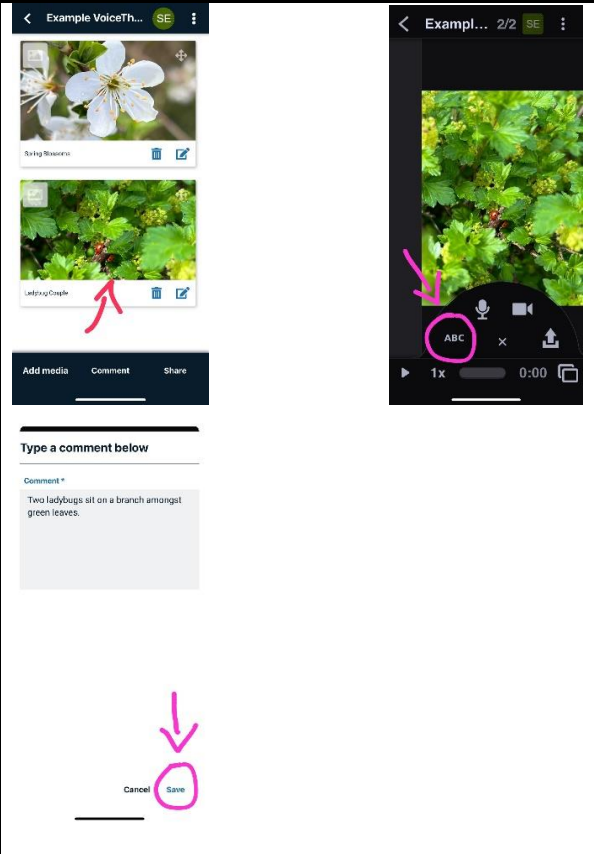 Example VoiceTh... SE
Spring Blossoms
Ladybug Couple
Add media Comment Share
Exampl... 2/2 SE
ABC
1x 0:00
Type a comment below
Comment *
Two ladybugs sit on a branch amongst
green leaves.
Cancel Save